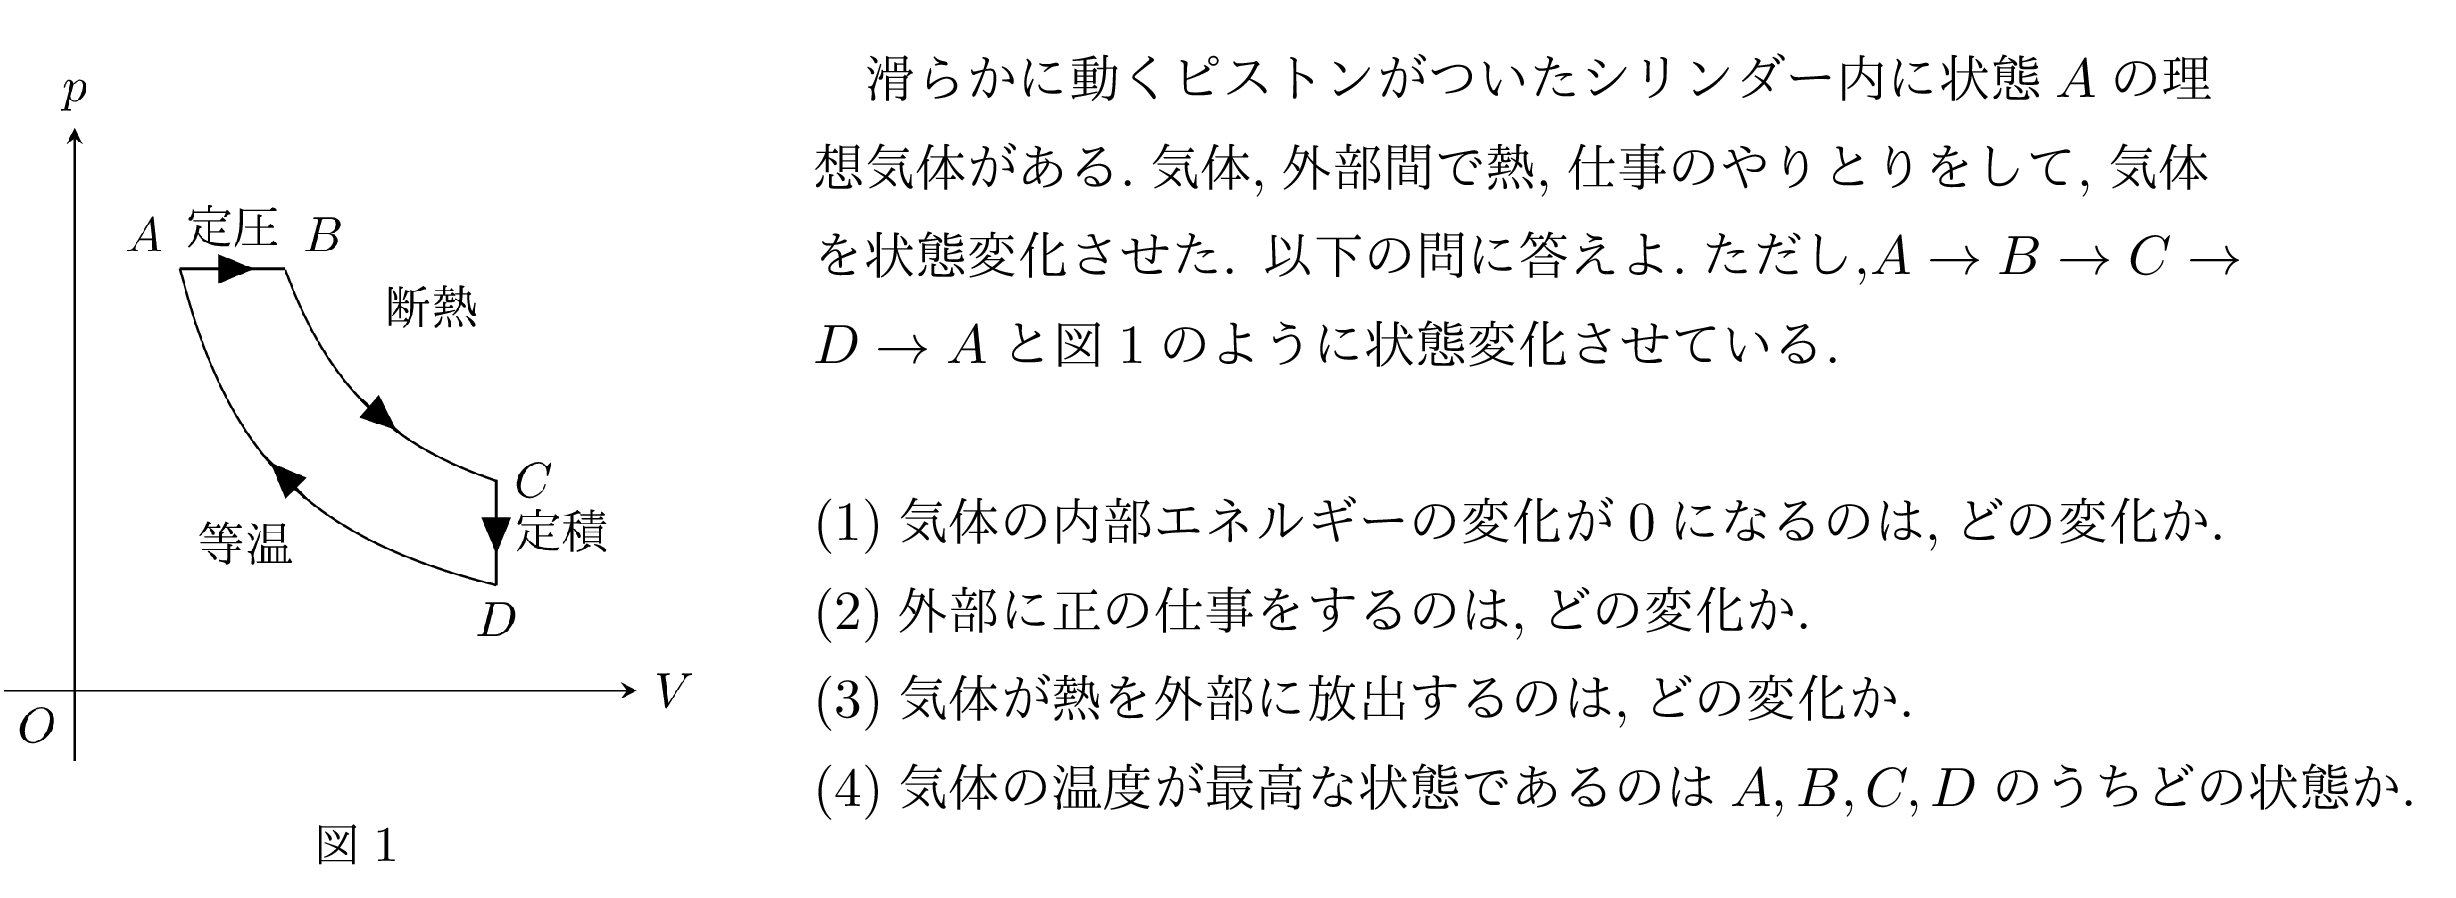 p
A 定圧 B
断熱
C
定積
等温
D
V
O
図 1
滑らかに動くピストンがついたシリンダー内に状態 A の理
想気体がある. 気体, 外部間で熱, 仕事のやりとりをして, 気体
を状態変化させた. 以下の問に答えよ. ただし,A → B → C →
D → A と図 1 のように状態変化させている.
(1) 気体の内部エネルギーの変化が 0 になるのは, どの変化か.
(2) 外部に正の仕事をするのは, どの変化か.
(3) 気体が熱を外部に放出するのは, どの変化か.
(4) 気体の温度が最高な状態であるのは A, B, C, D のうちどの状態か.